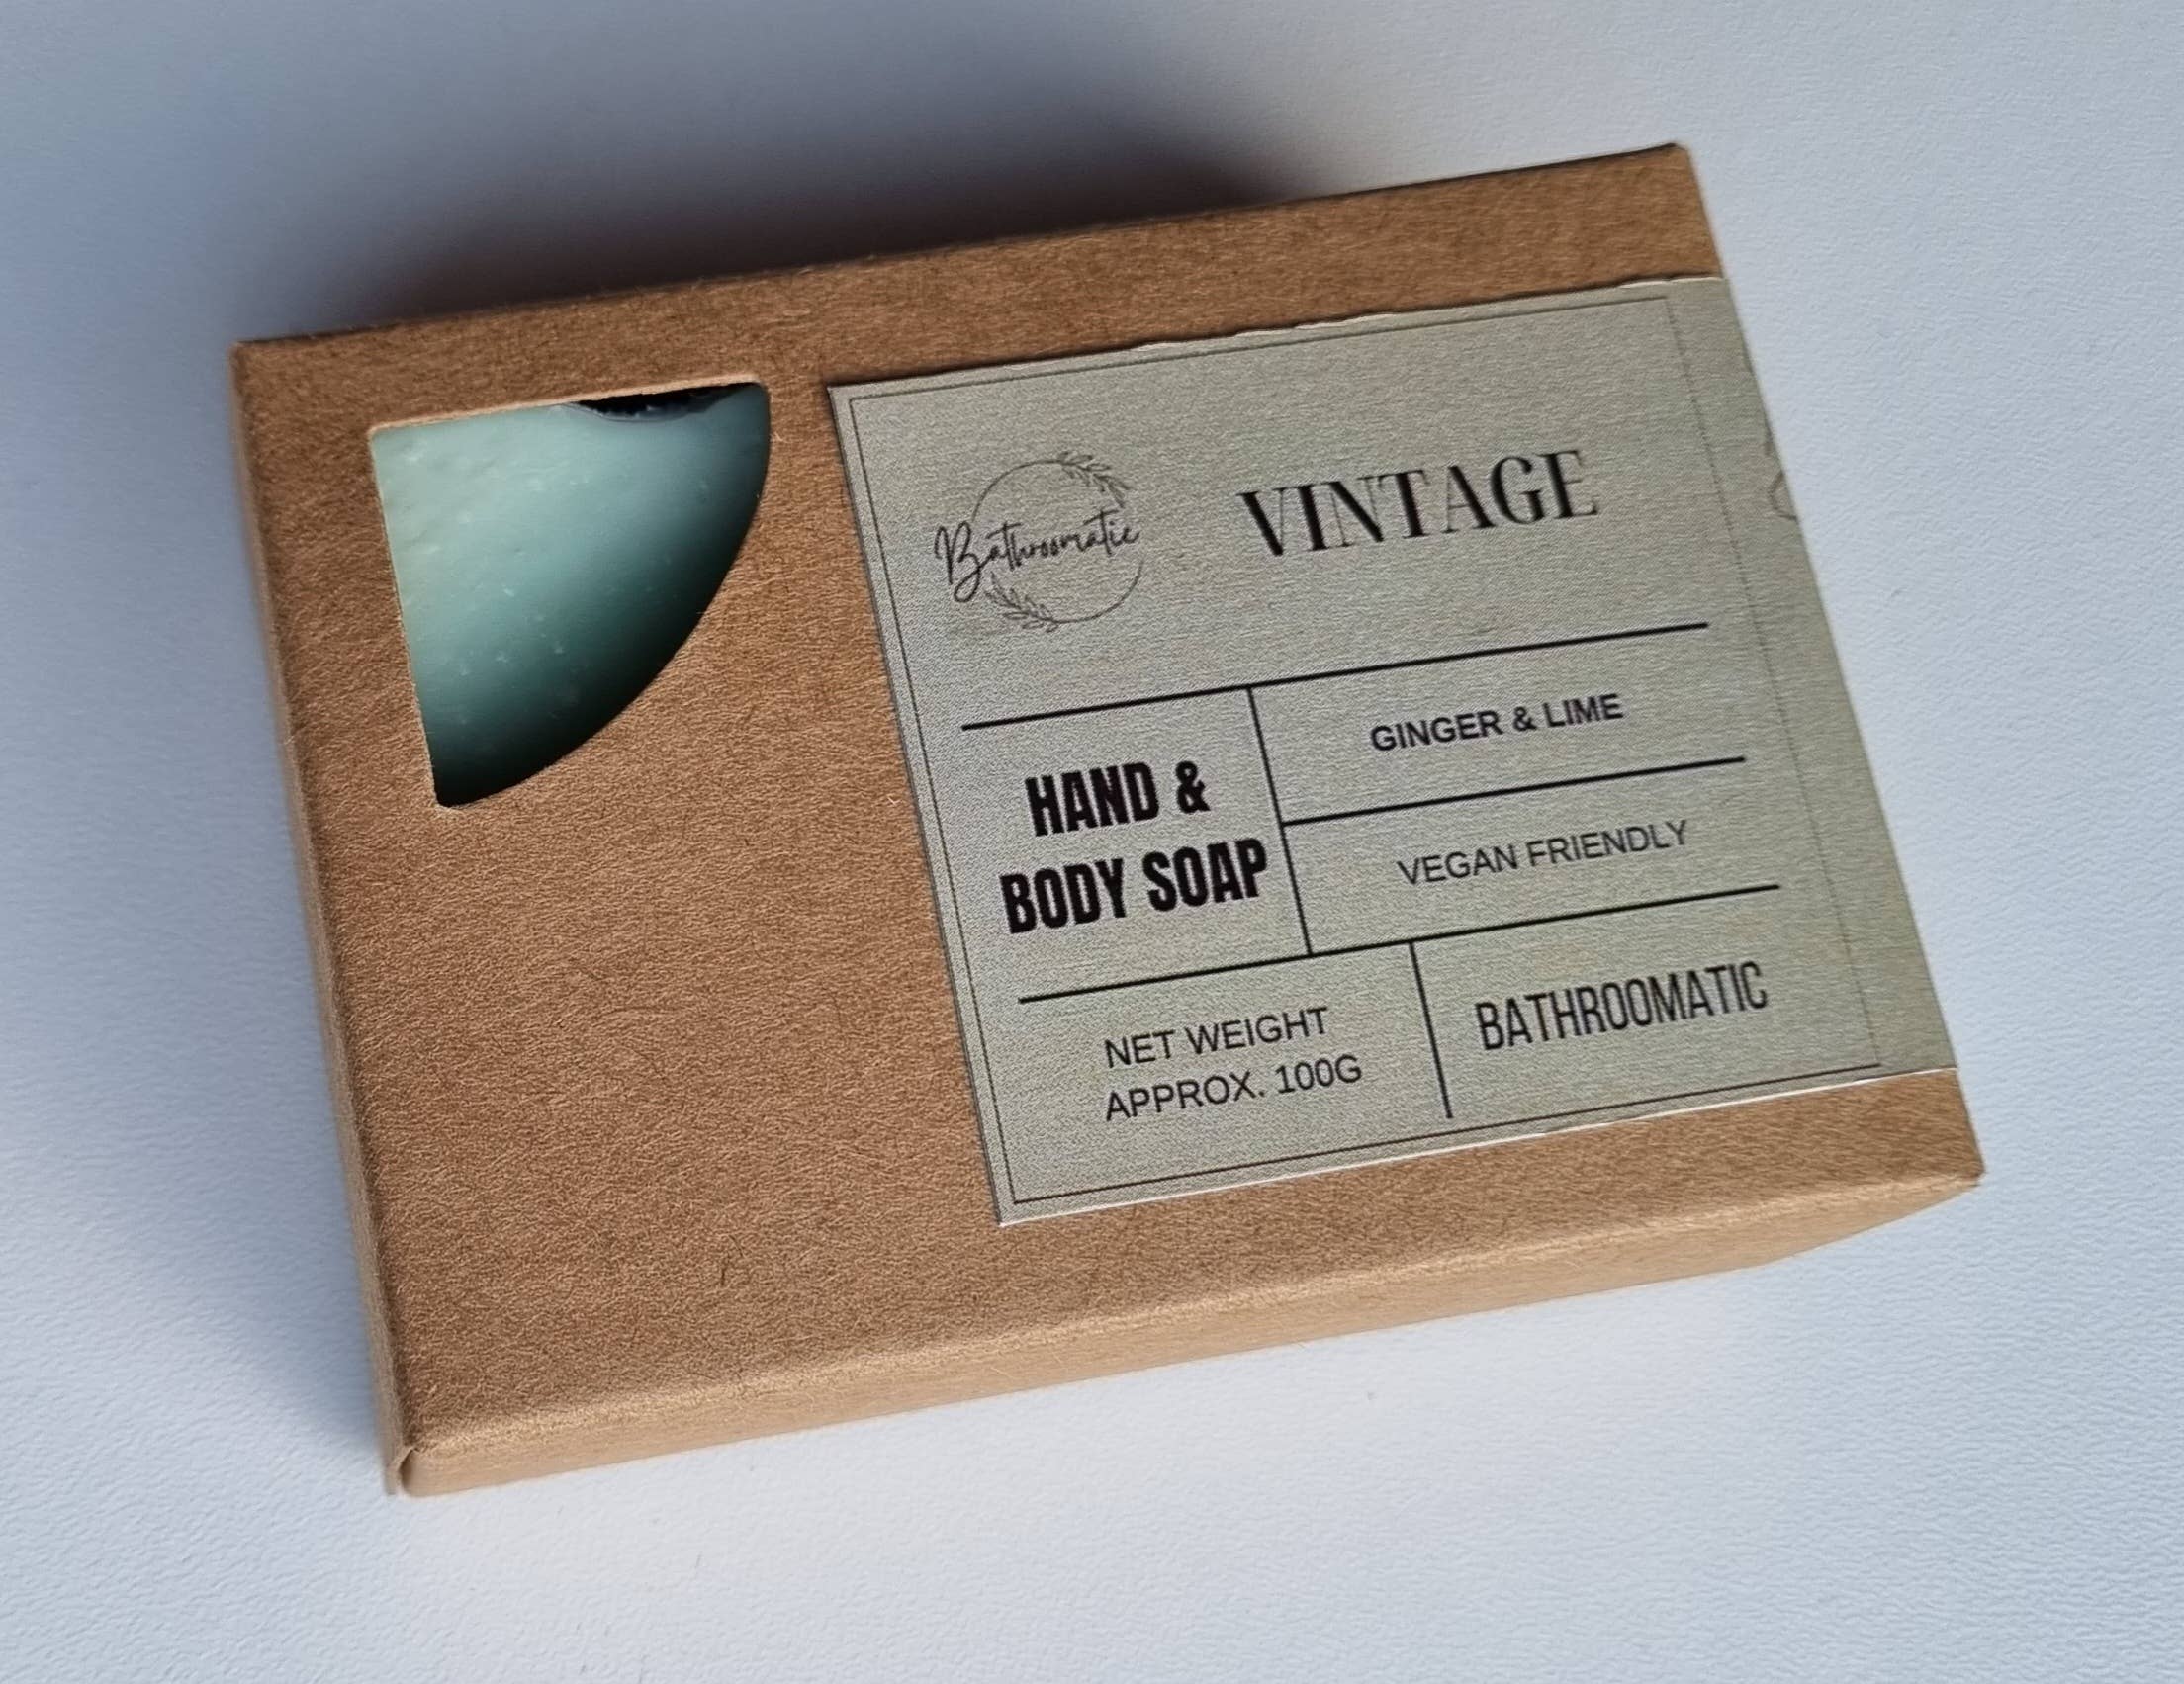 Bathroomatic
VINTAGE
HAND &
BODY SOAP
GINGER & LIME
VEGAN FRIENDLY
NET WEIGHT
APPROX. 100G
BATHROOMATIC